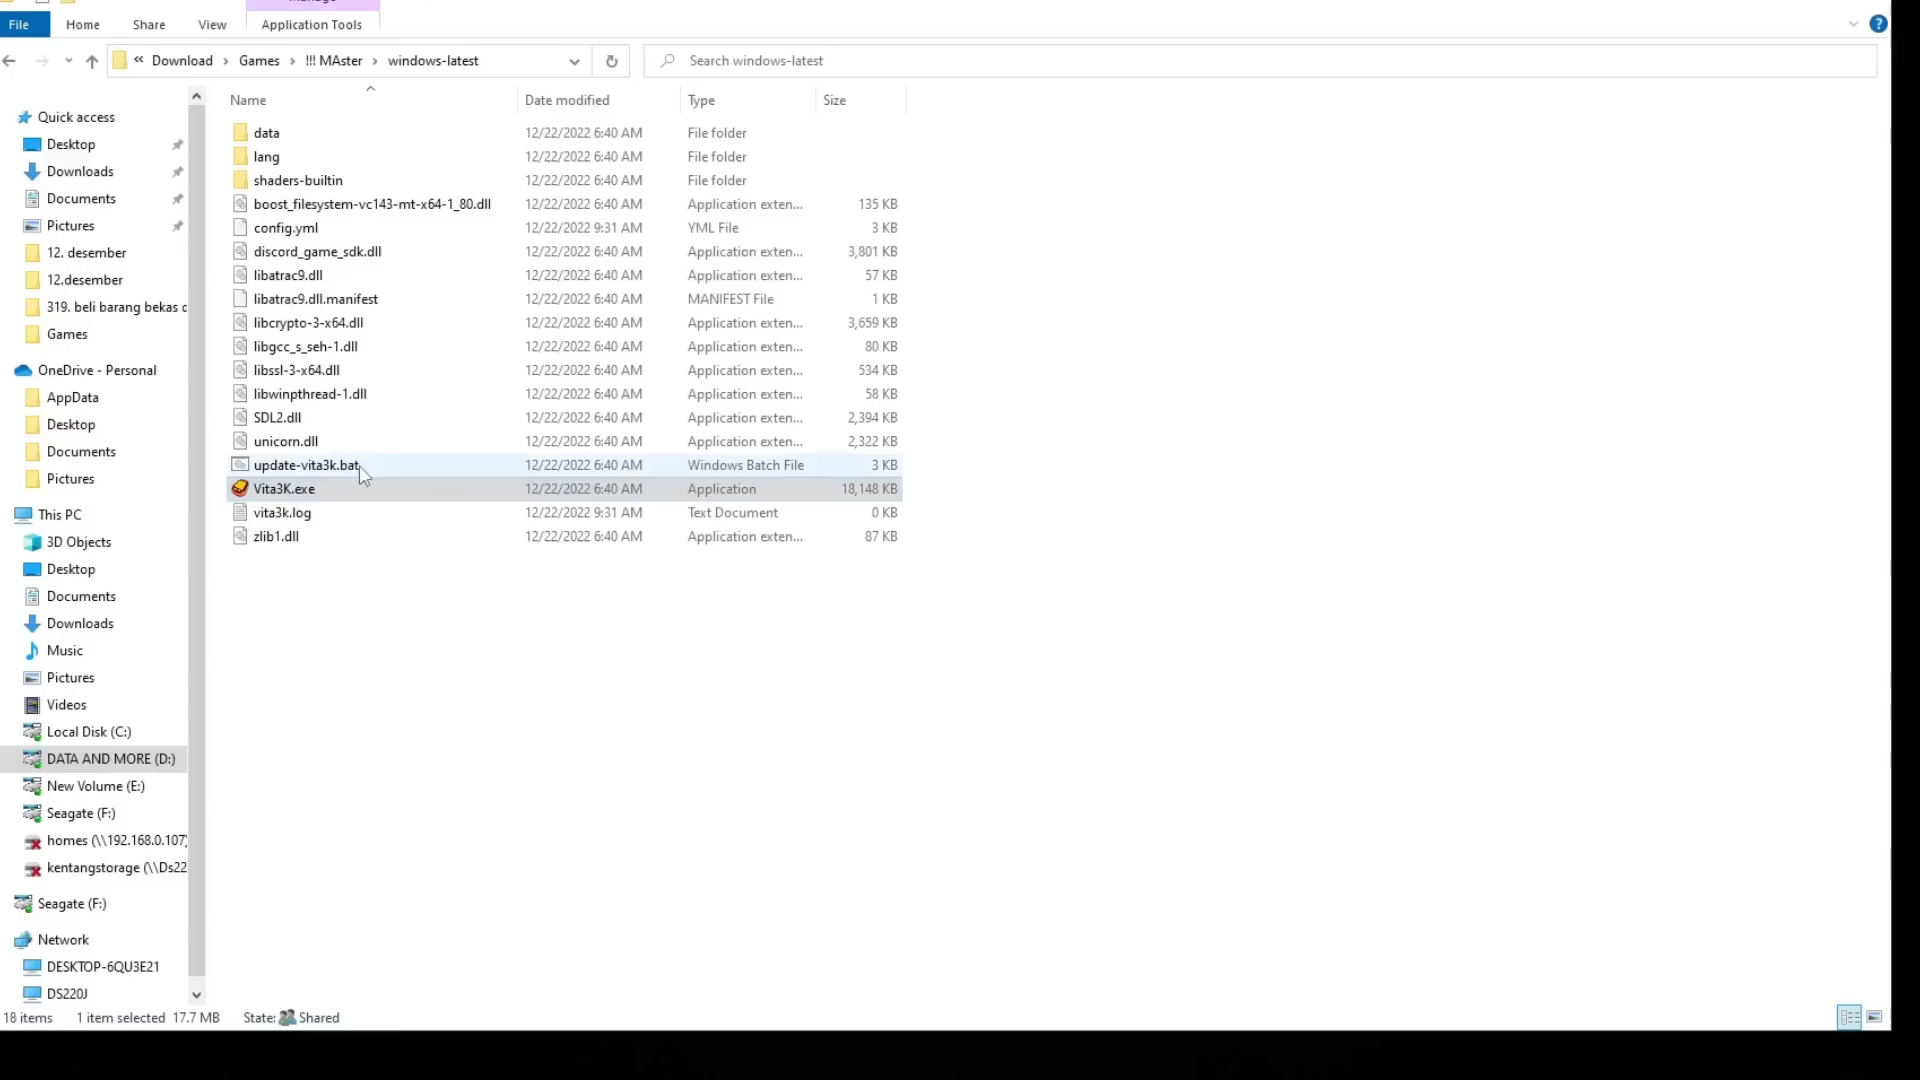 Manage
File Home Share View Application Tools
« Download › Games › !!! MAster › windows-latest
Search windows-latest
Name Date modified Type Size
data 12/22/2022 6:40 AM File folder
lang 12/22/2022 6:40 AM File folder
shaders-builtin 12/22/2022 6:40 AM File folder
boost_filesystem-vc143-mt-x64-1_80.dll 12/22/2022 6:40 AM Application exten... 135 KB
config.yml 12/22/2022 9:31 AM YML File 3 KB
discord_game_sdk.dll 12/22/2022 6:40 AM Application exten... 3,801 KB
libatrac9.dll 12/22/2022 6:40 AM Application exten... 57 KB
libatrac9.dll.manifest 12/22/2022 6:40 AM MANIFEST File 1 KB
libcrypto-3-x64.dll 12/22/2022 6:40 AM Application exten... 3,659 KB
libgcc_s_seh-1.dll 12/22/2022 6:40 AM Application exten... 80 KB
libssl-3-x64.dll 12/22/2022 6:40 AM Application exten... 534 KB
libwinpthread-1.dll 12/22/2022 6:40 AM Application exten... 58 KB
SDL2.dll 12/22/2022 6:40 AM Application exten... 2,394 KB
unicorn.dll 12/22/2022 6:40 AM Application exten... 2,322 KB
update-vita3k.bat 12/22/2022 6:40 AM Windows Batch File 3 KB
Vita3K.exe 12/22/2022 6:40 AM Application 18,148 KB
vita3k.log 12/22/2022 9:31 AM Text Document 0 KB
zlib1.dll 12/22/2022 6:40 AM Application exten... 87 KB
Quick access
Desktop
Downloads
Documents
Pictures
12. desember
12.desember
319. beli barang bekas c
Games
OneDrive - Personal
AppData
Desktop
Documents
Pictures
This PC
3D Objects
Desktop
Documents
Downloads
Music
Pictures
Videos
Local Disk (C:)
DATA AND MORE (D:)
New Volume (E:)
Seagate (F:)
homes (\\192.168.0.107)
kentangstorage (\\Ds22
Seagate (F:)
Network
DESKTOP-6QU3E21
DS220J
18 items 1 item selected 17.7 MB State: Shared